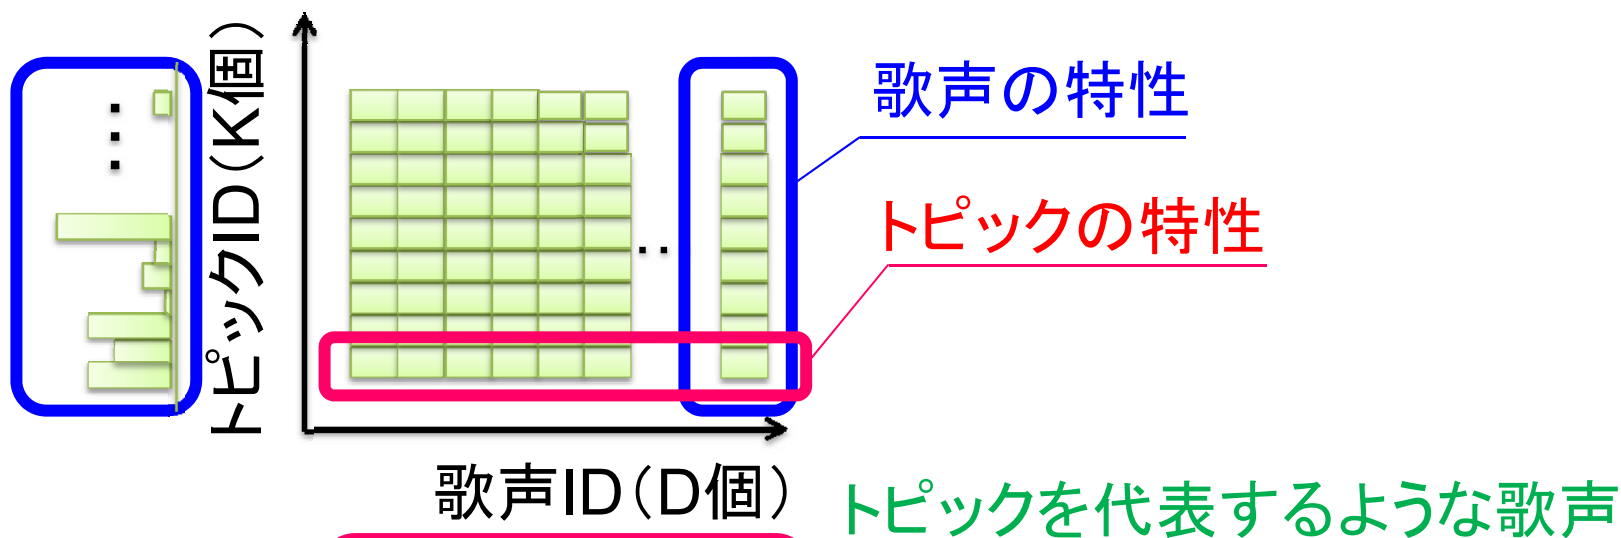 トピックID(K個)
歌声の特性
トピックの特性
歌声ID(D個)
トピックを代表するような歌声